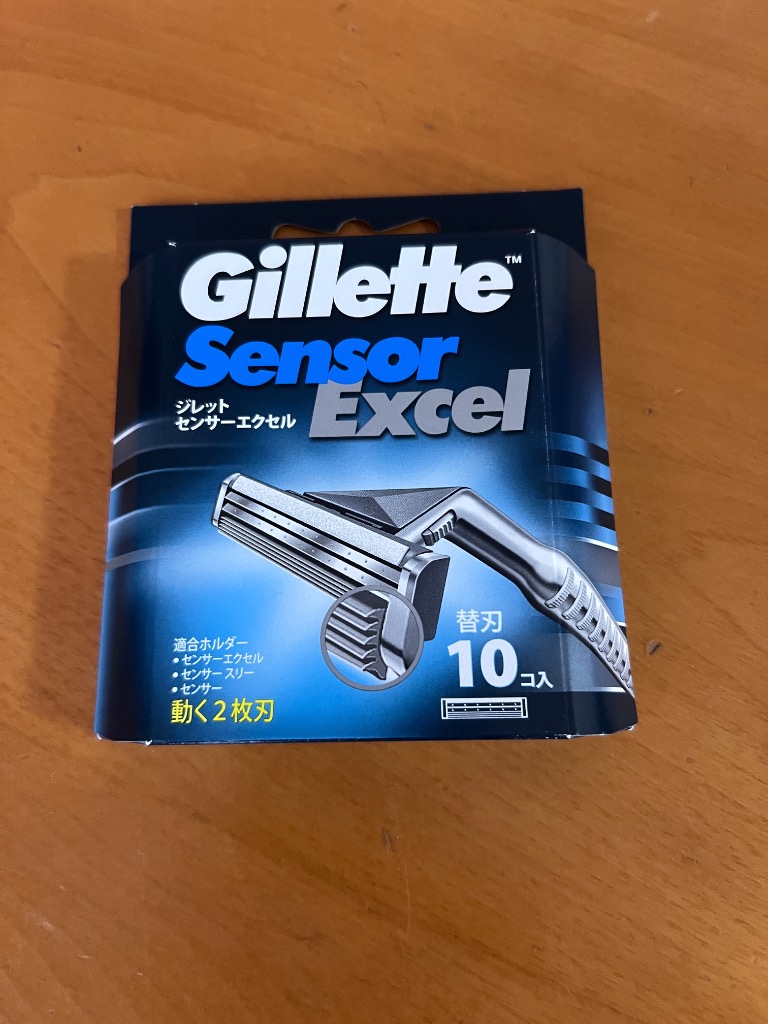 Gillette™
Sensor
Excel
ジレット
センサーエクセル
適合ホルダー
• センサーエクセル
• センサー スリー
• センサー
動く2枚刃
替刃
10コ入